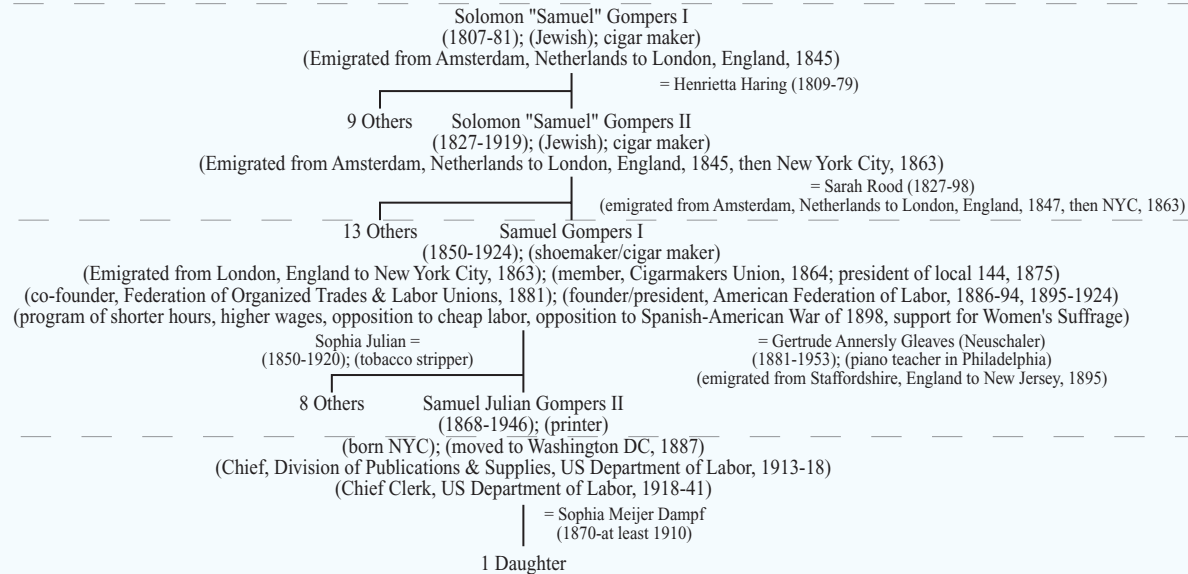 Solomon "Samuel" Gompers I
(1807-81); (Jewish); cigar maker)
(Emigrated from Amsterdam, Netherlands to London, England, 1845)
= Henrietta Haring (1809-79)
9 Others
Solomon "Samuel" Gompers II
(1827-1919); (Jewish); cigar maker)
(Emigrated from Amsterdam, Netherlands to London, England, 1845, then New York City, 1863)
= Sarah Rood (1827-98)
(emigrated from Amsterdam, Netherlands to London, England, 1847, then NYC, 1863)
13 Others
Samuel Gompers I
(1850-1924); (shoemaker/cigar maker)
(Emigrated from London, England to New York City, 1863); (member, Cigarmakers Union, 1864; president of local 144, 1875)
(co-founder, Federation of Organized Trades & Labor Unions, 1881); (founder/president, American Federation of Labor, 1886-94, 1895-1924)
(program of shorter hours, higher wages, opposition to cheap labor, opposition to Spanish-American War of 1898, support for Women's Suffrage)
Sophia Julian =
(1850-1920); (tobacco stripper)
= Gertrude Annersly Gleaves (Neuschaler)
(1881-1953); (piano teacher in Philadelphia)
(emigrated from Staffordshire, England to New Jersey, 1895)
8 Others
Samuel Julian Gompers II
(1868-1946); (printer)
(born NYC); (moved to Washington DC, 1887)
(Chief, Division of Publications & Supplies, US Department of Labor, 1913-18)
(Chief Clerk, US Department of Labor, 1918-41)
= Sophia Meijer Dampf
(1870-at least 1910)
1 Daughter